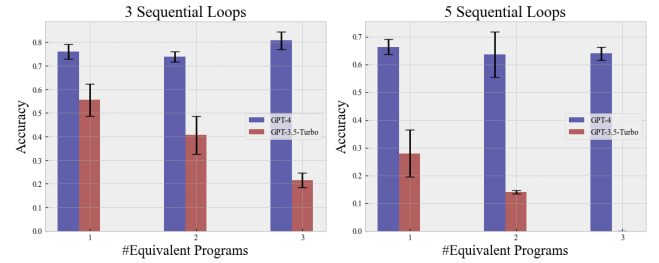 3 Sequential Loops
0.8
0.7
0.6
0.5
0.4
0.3
0.2
0.1
0.0
Accuracy
GPT-4
GPT-3.5-Turbo
1 2 3
#Equivalent Programs
5 Sequential Loops
0.7
0.6
0.5
0.4
0.3
0.2
0.1
0.0
Accuracy
GPT-4
GPT-3.5-Turbo
1 2 3
#Equivalent Programs